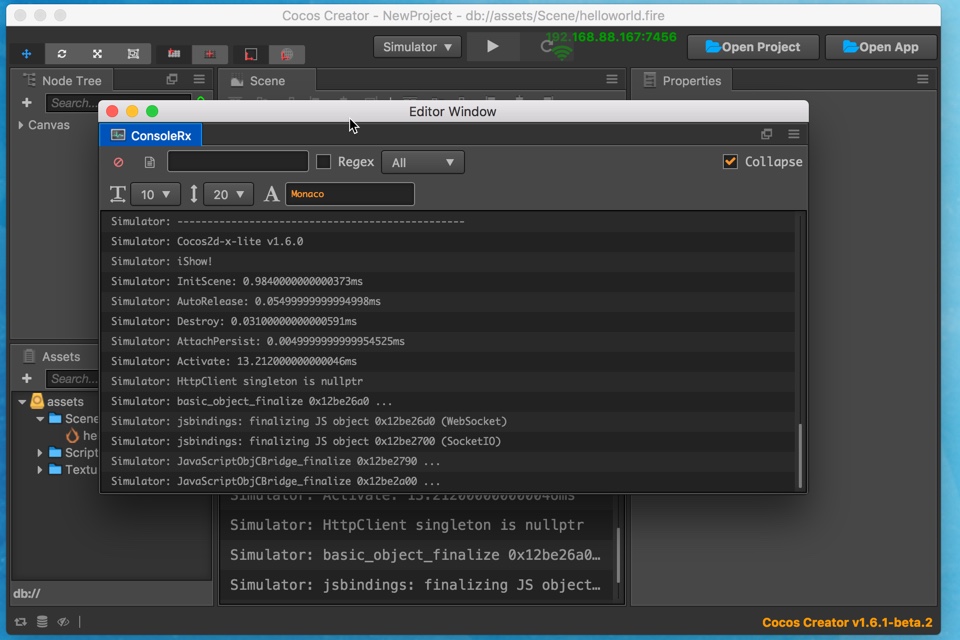 Cocos Creator - NewProject - db://assets/Scene/helloworld.fire
Simulator
192.168.88.167:7456
Open Project
Open App
Node Tree
Scene
Properties
Search...
Canvas
Editor Window
ConsoleRx
Regex
All
Collapse
10
20
Monaco
Simulator: ------------------------------------------------
Simulator: Cocos2d-x-lite v1.6.0
Simulator: iShow!
Simulator: InitScene: 0.9840000000000373ms
Simulator: AutoRelease: 0.05499999999994998ms
Simulator: Destroy: 0.03100000000000591ms
Simulator: AttachPersist: 0.0049999999999954525ms
Simulator: Activate: 13.212000000000046ms
Simulator: HttpClient singleton is nullptr
Simulator: basic_object_finalize 0x12be26a0 ...
Simulator: jsbindings: finalizing JS object 0x12be26d0 (WebSocket)
Simulator: jsbindings: finalizing JS object 0x12be2700 (SocketIO)
Simulator: JavaScriptObjCBridge_finalize 0x12be2790 ...
Simulator: JavaScriptObjCBridge_finalize 0x12be2a00 ...
Assets
Search...
assets
Scene
he
Script
Textu
Simulator: Activate: 13.212000000000046ms
Simulator: HttpClient singleton is nullptr
Simulator: basic_object_finalize 0x12be26a0…
Simulator: jsbindings: finalizing JS object…
db://
Cocos Creator v1.6.1-beta.2